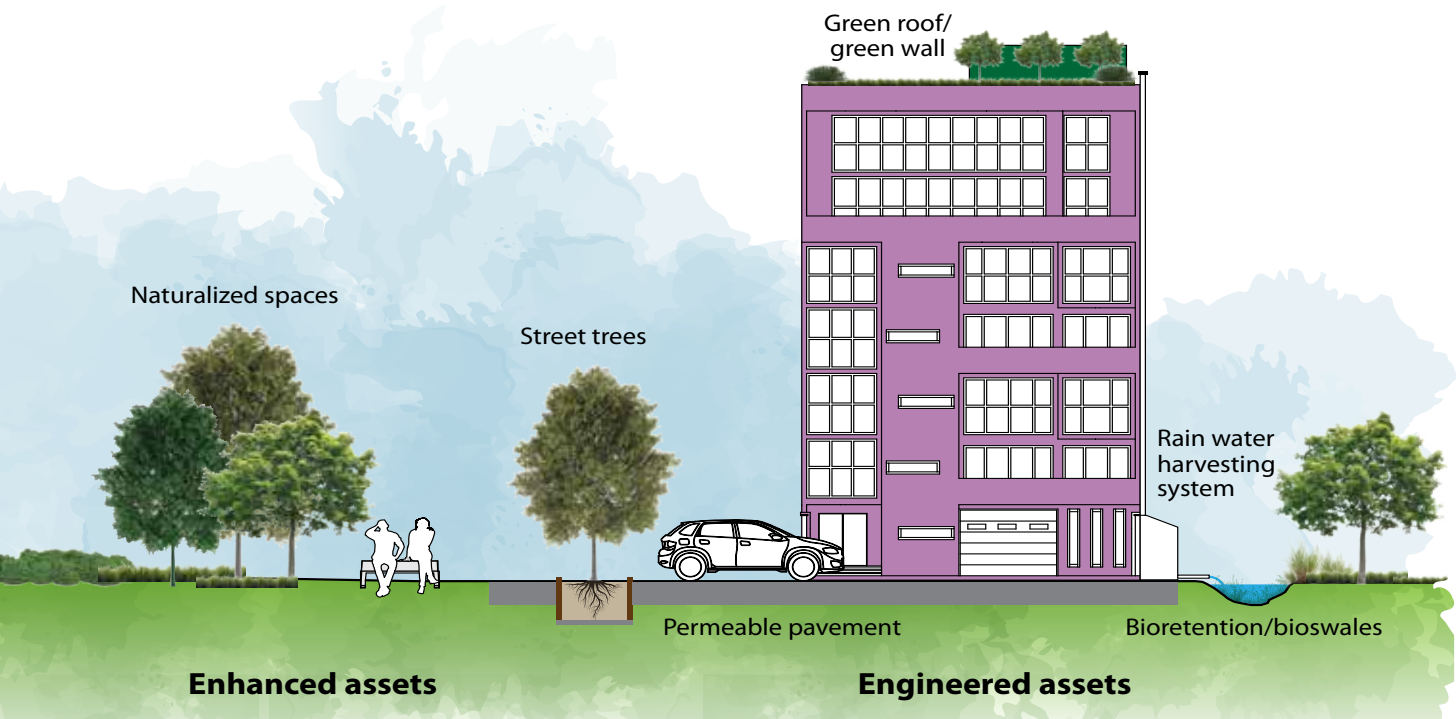 Green roof/
green wall
Naturalized spaces
Street trees
Rain water
harvesting
system
Permeable pavement
Bioretention/bioswales
Enhanced assets
Engineered assets